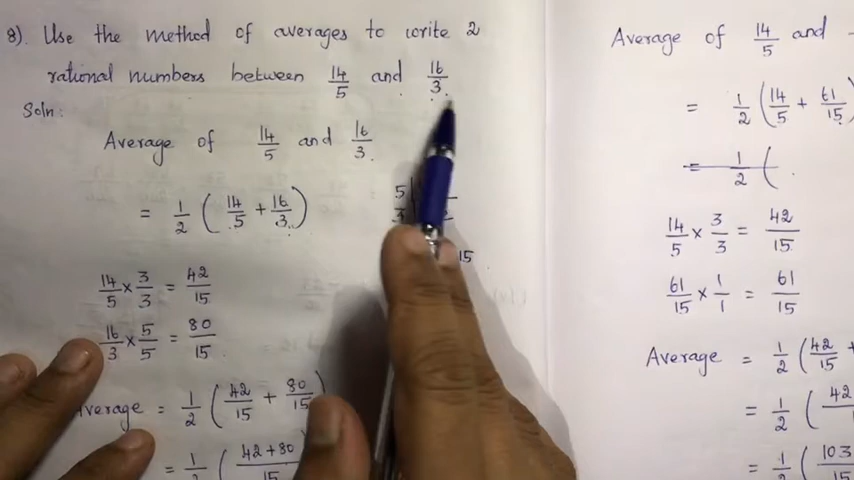 8). Use the method of averages to write 2
rational numbers between 14/5 and 16/3
Soln:
Average of 14/5 and 16/3.
= 1/2 (14/5 + 16/3)
5
3
15
14/5 × 3/3 = 42/15
16/3 × 5/5 = 80/15
Average = 1/2 (42/15 + 80/15)
= 1/2 (42+80/15
Average of 14/5 and
= 1/2 (14/5 + 61/15)
= 1/2 (
14/5 × 3/3 = 42/15
61/15 × 1/1 = 61/15
Average = 1/2 (42/15 +
= 1/2 (42
= 1/2 (103/15